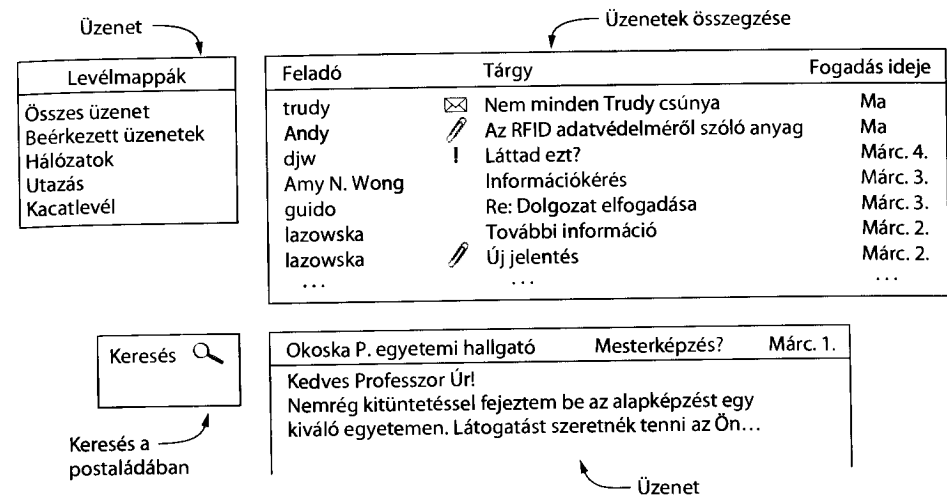 Üzenet
Üzenetek összegzése
Levélmappák
Összes üzenet
Beérkezett üzenetek
Hálózatok
Utazás
Kacatlevél
Feladó Tárgy Fogadás ideje
trudy Nem minden Trudy csúnya Ma
Andy Az RFID adatvédelméről szóló anyag Ma
djw ! Láttad ezt? Márc. 4.
Amy N. Wong Információkérés Márc. 3.
guido Re: Dolgozat elfogadása Márc. 3.
lazowska További információ Márc. 2.
lazowska Új jelentés Márc. 2.
... ... ...
Keresés
Keresés a
postaládában
Okoska P. egyetemi hallgató Mesterképzés? Márc. 1.
Kedves Professzor Úr!
Nemrég kitüntetéssel fejeztem be az alapképzést egy
kiváló egyetemen. Látogatást szeretnék tenni az Ön...
Üzenet